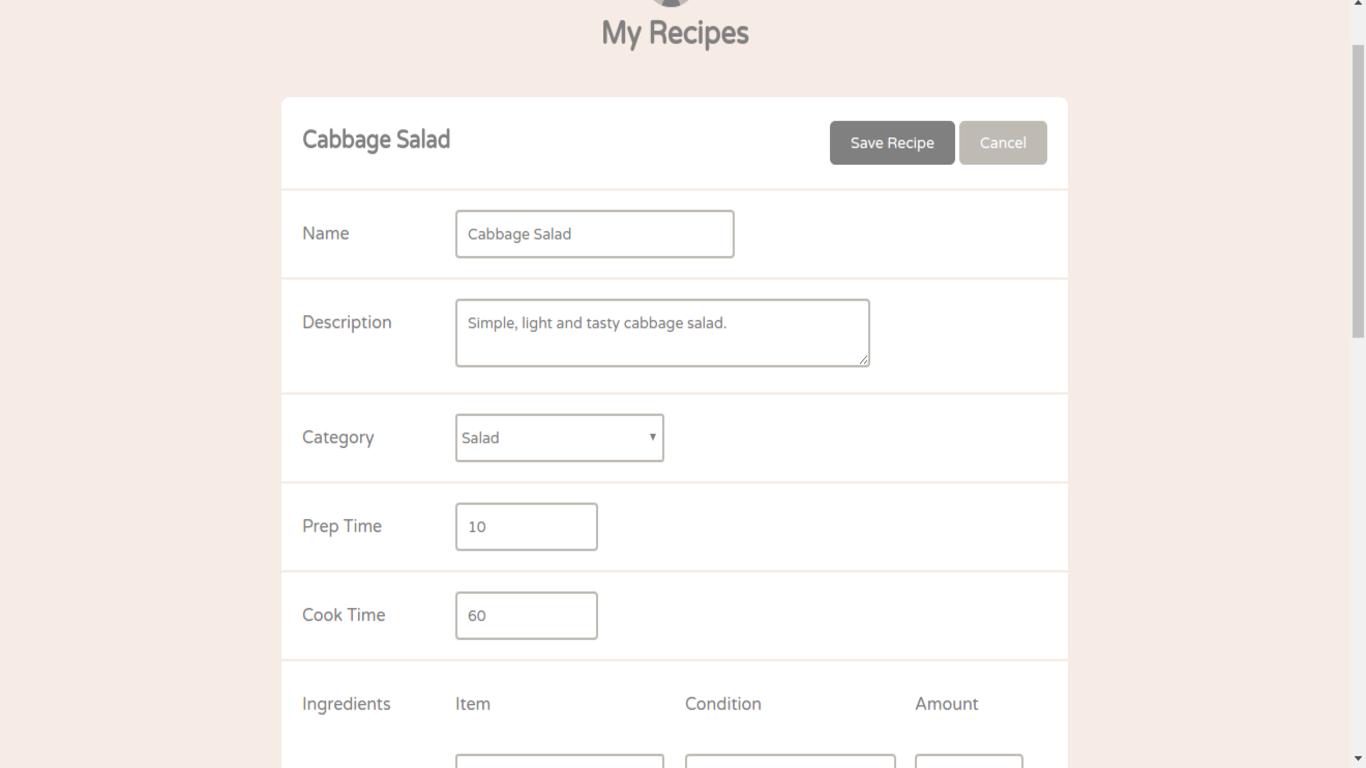 My Recipes
Cabbage Salad
Save Recipe Cancel
Name Cabbage Salad
Description Simple, light and tasty cabbage salad.
Category Salad
Prep Time 10
Cook Time 60
Ingredients Item Condition Amount